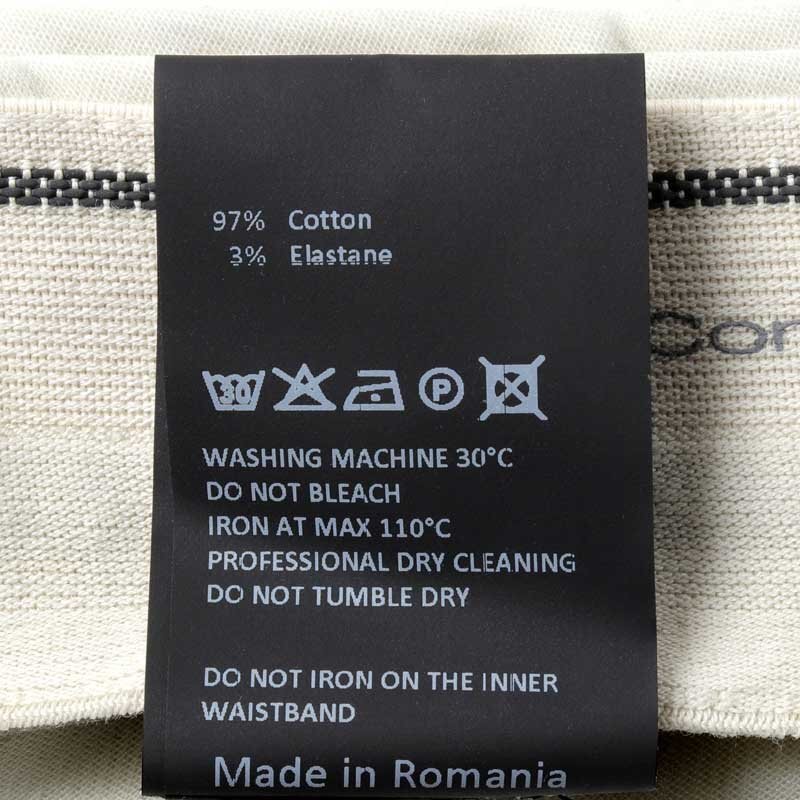 97% Cotton
3% Elastane
30
P
WASHING MACHINE 30°C
DO NOT BLEACH
IRON AT MAX 110°C
PROFESSIONAL DRY CLEANING
DO NOT TUMBLE DRY
DO NOT IRON ON THE INNER
WAISTBAND
Made in Romania